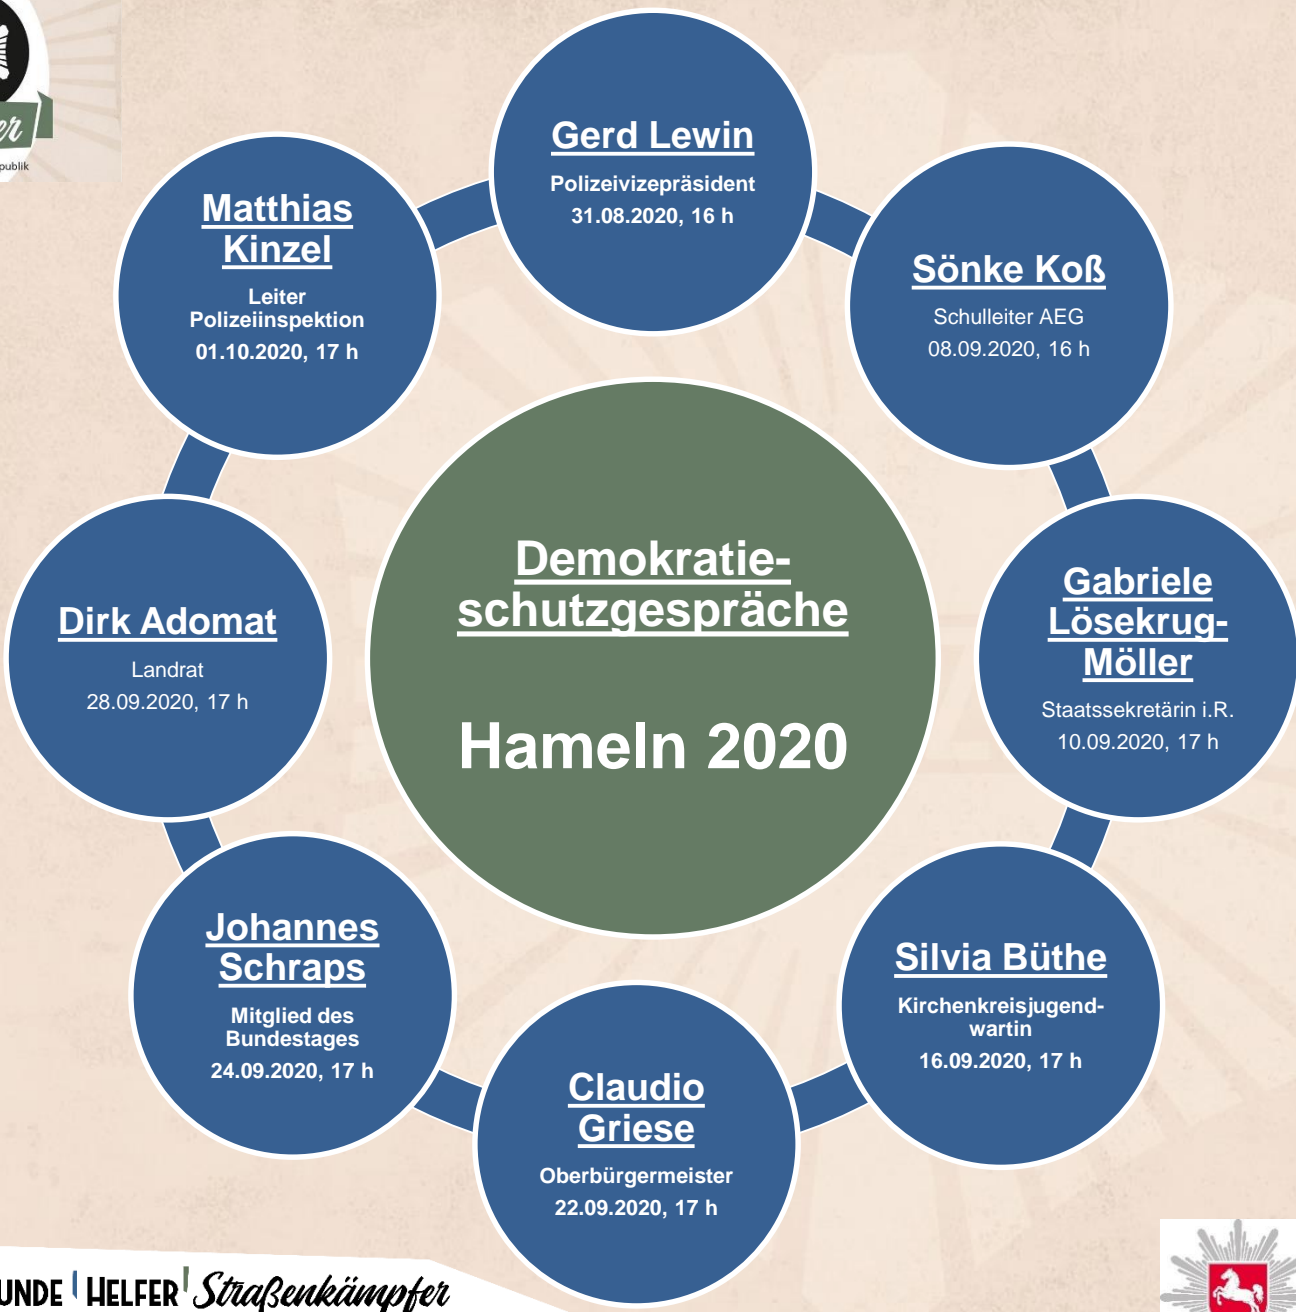 Gerd Lewin
Polizeivizepräsident
31.08.2020, 16 h
Sönke Koß
Schulleiter AEG
08.09.2020, 16 h
Gabriele
Lösekrug-
Möller
Staatssekretärin i.R.
10.09.2020, 17 h
Silvia Büthe
Kirchenkreisjugend-
wartin
16.09.2020, 17 h
Claudio
Griese
Oberbürgermeister
22.09.2020, 17 h
Johannes
Schraps
Mitglied des
Bundestages
24.09.2020, 17 h
Dirk Adomat
Landrat
28.09.2020, 17 h
Matthias
Kinzel
Leiter
Polizeiinspektion
01.10.2020, 17 h
Demokratie-
schutzgespräche
Hameln 2020
UNDE HELFER Straßenkämpfer